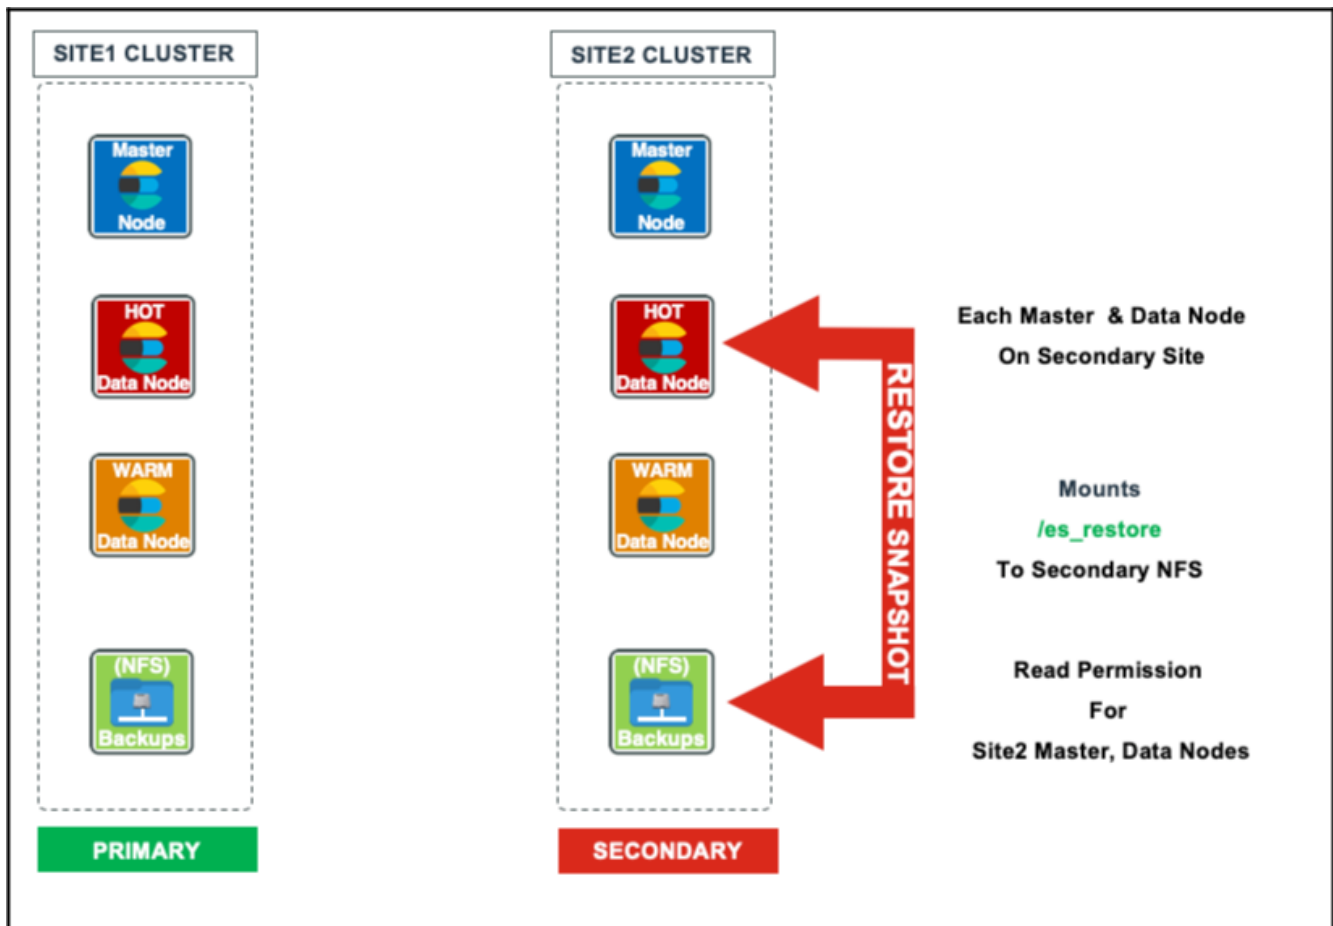 SITE1 CLUSTER
SITE2 CLUSTER
Master
Node
Master
Node
HOT
Data Node
HOT
Data Node
Each Master & Data Node
On Secondary Site
RESTORE SNAPSHOT
WARM
Data Node
WARM
Data Node
Mounts
/es_restore
To Secondary NFS
(NFS)
Backups
(NFS)
Backups
Read Permission
For
Site2 Master, Data Nodes
PRIMARY
SECONDARY